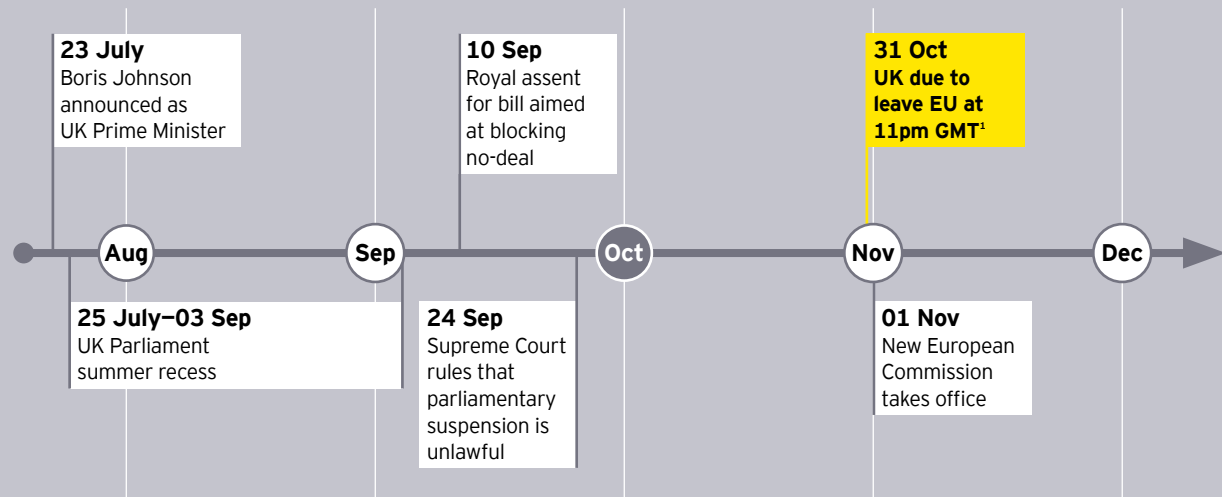 23 July
Boris Johnson
announced as
UK Prime Minister
10 Sep
Royal assent
for bill aimed
at blocking
no-deal
31 Oct
UK due to
leave EU at
11pm GMT¹
Aug
Sep
Oct
Nov
Dec
25 July–03 Sep
UK Parliament
summer recess
24 Sep
Supreme Court
rules that
parliamentary
suspension is
unlawful
01 Nov
New European
Commission
takes office